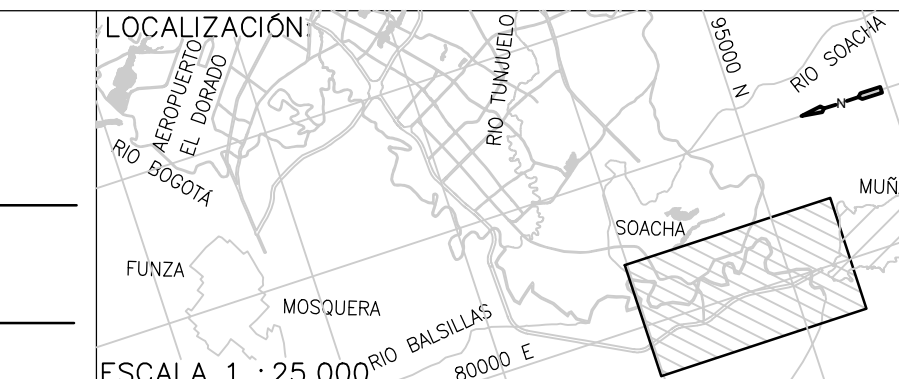 LOCALIZACIÓN:
AEROPUERTO
EL DORADO
RIO BOGOTÁ
RIO TUNJUELO
95000 N
RIO SOACHA
N
MUÑ
SOACHA
FUNZA
MOSQUERA
RIO BALSILLAS
80000 E
ESCALA 1 : 25.000